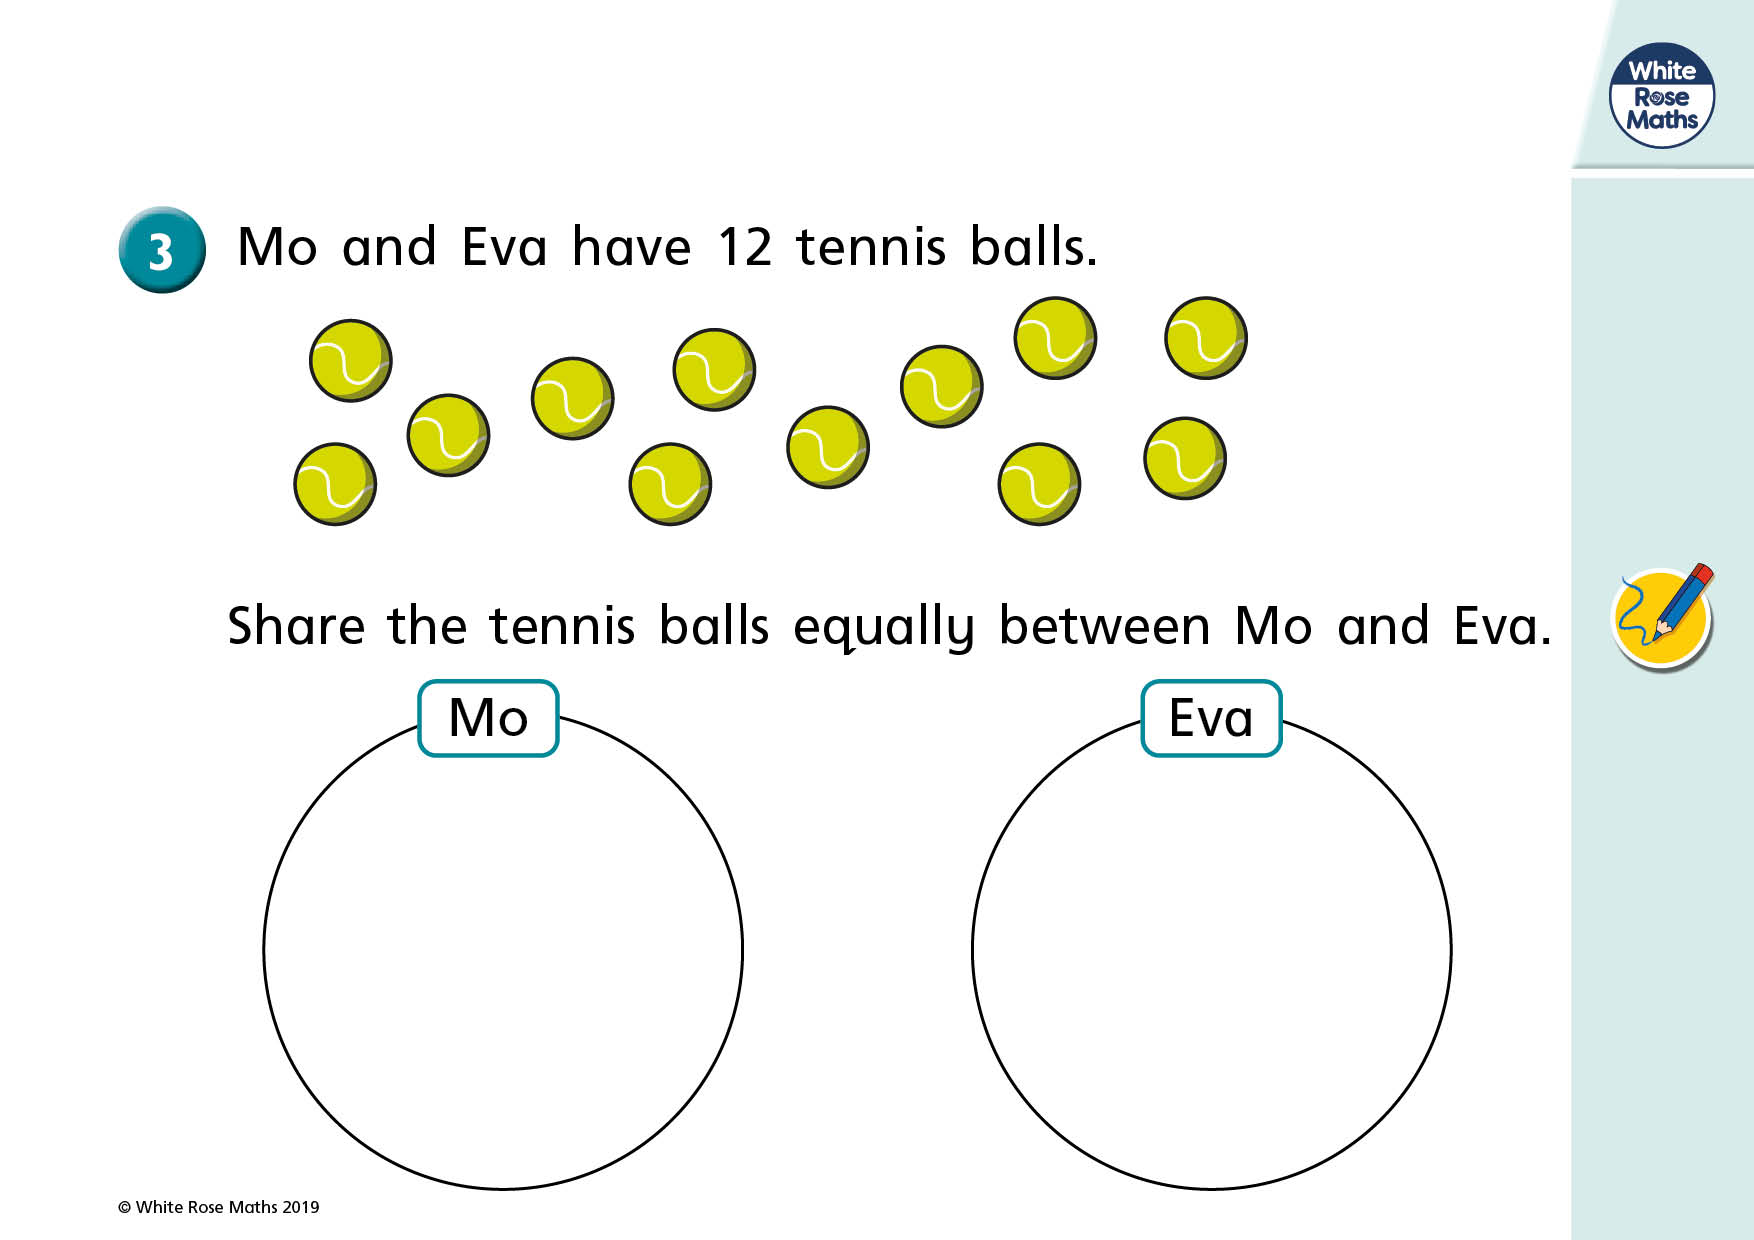 White
Rose
Maths
3 Mo and Eva have 12 tennis balls.
Share the tennis balls equally between Mo and Eva.
Mo
Eva
© White Rose Maths 2019